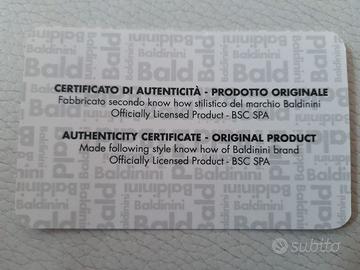 CERTIFICATO DI AUTENTICITÀ - PRODOTTO ORIGINALE
Fabbricato secondo know how stilistico del marchio Baldinini
Officially Licensed Product - BSC SPA
AUTHENTICITY CERTIFICATE - ORIGINAL PRODUCT
Made following style know how of Baldinini brand
Officially Licensed Product - BSC SPA
subito